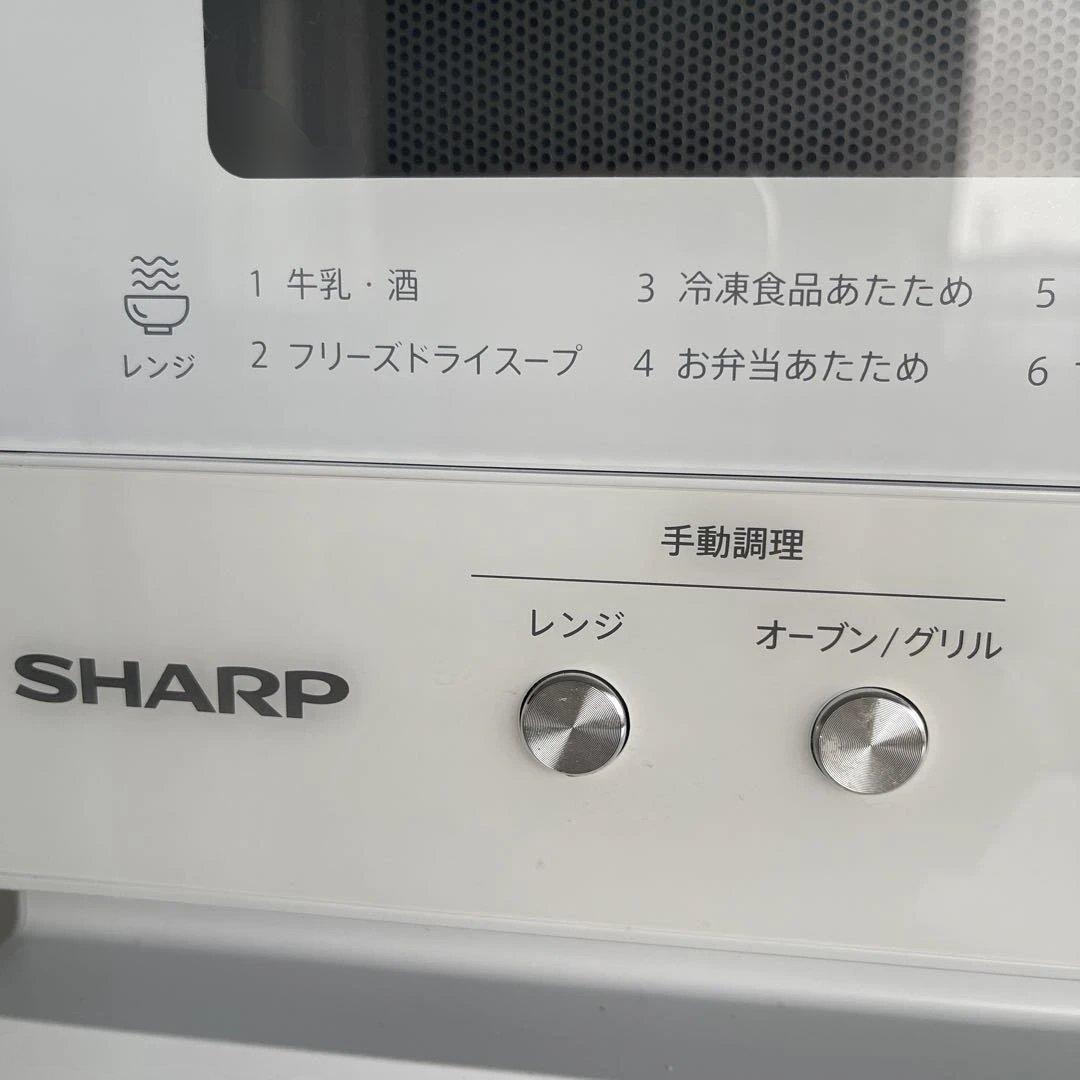 1 牛乳・酒
3 冷凍食品あたため
5
レンジ
2 フリーズドライスープ
4 お弁当あたため
6
手動調理
レンジ
オーブン/グリル
SHARP